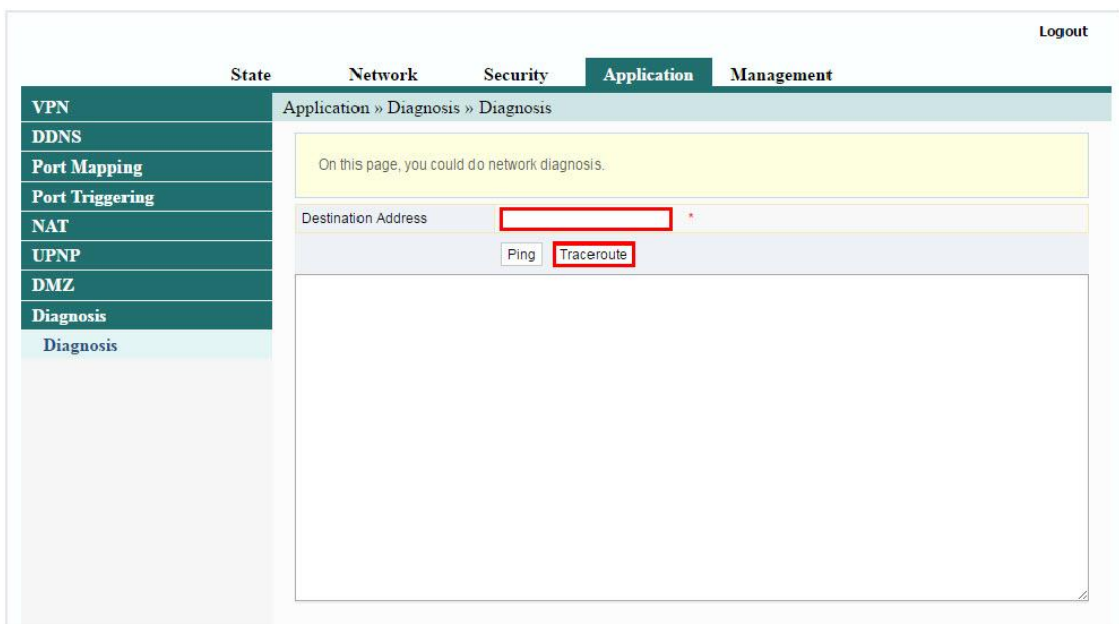 Logout
State Network Security Application Management
VPN
Application » Diagnosis » Diagnosis
DDNS
Port Mapping
Port Triggering
NAT
UPNP
DMZ
Diagnosis
Diagnosis
On this page, you could do network diagnosis.
Destination Address *
Ping Traceroute